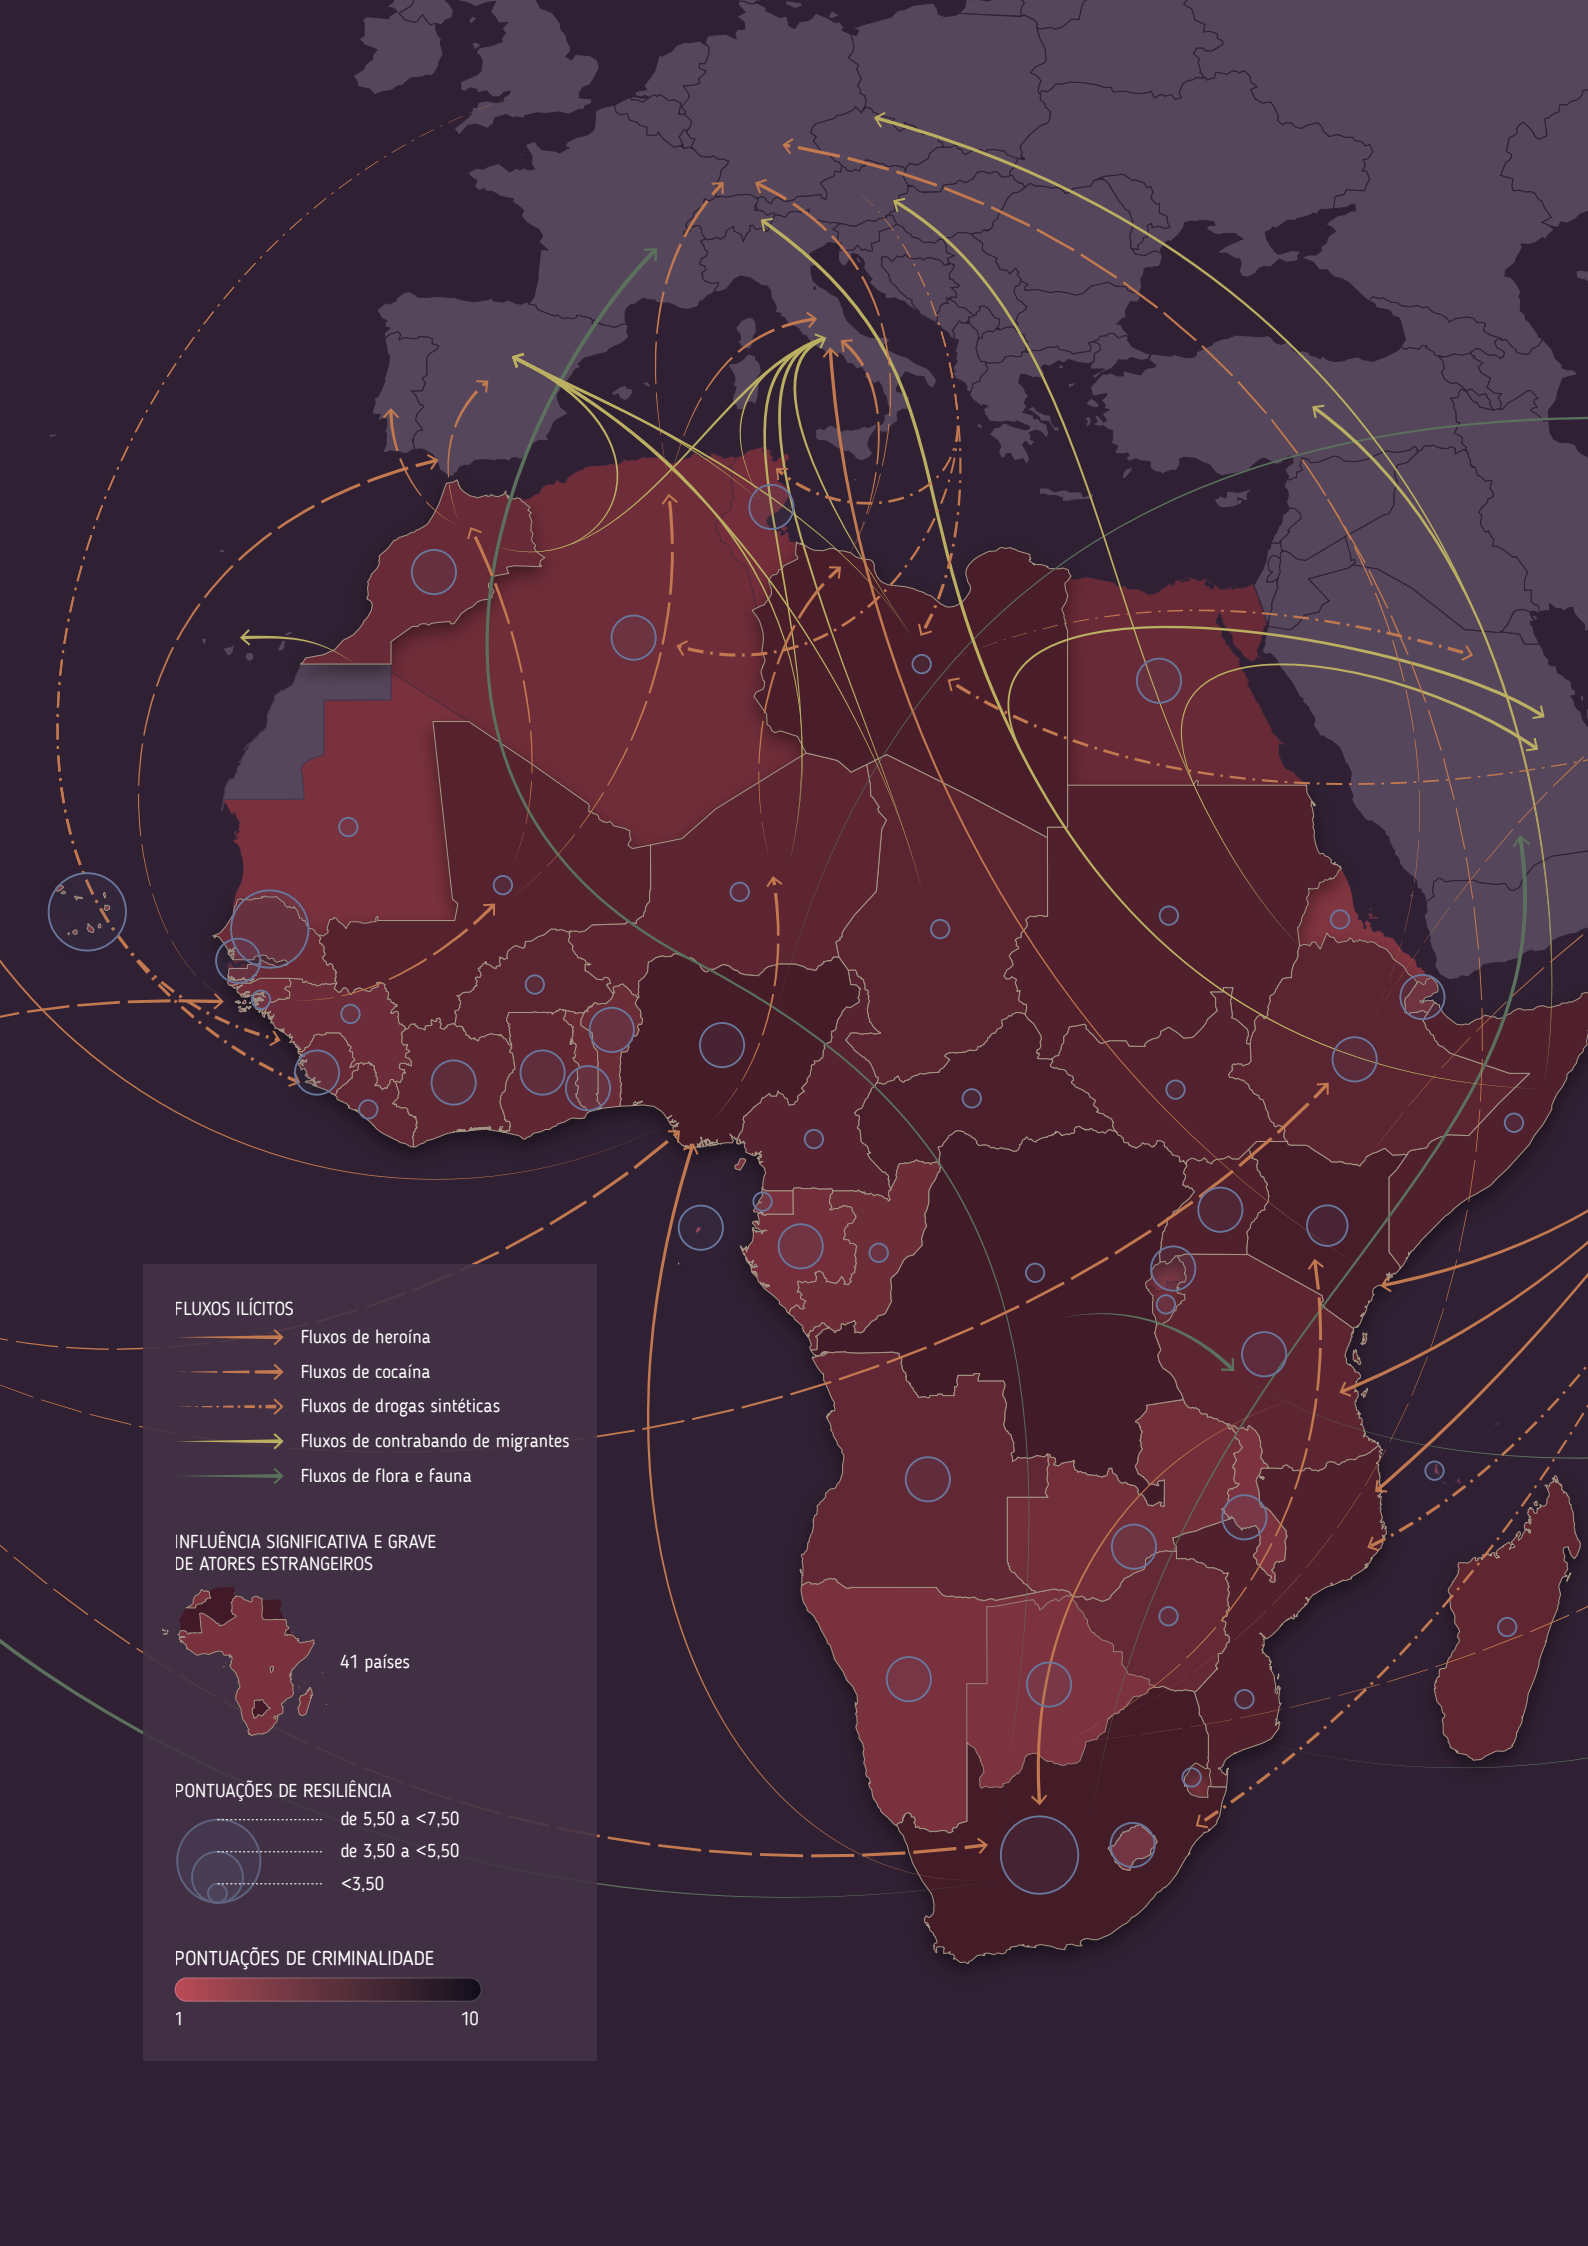 FLUXOS ILÍCITOS
Fluxos de heroína
Fluxos de cocaína
Fluxos de drogas sintéticas
Fluxos de contrabando de migrantes
Fluxos de flora e fauna
INFLUÊNCIA SIGNIFICATIVA E GRAVE
DE ATORES ESTRANGEIROS
41 países
PONTUAÇÕES DE RESILIÊNCIA
de 5,50 a <7,50
de 3,50 a <5,50
<3,50
PONTUAÇÕES DE CRIMINALIDADE
1 10